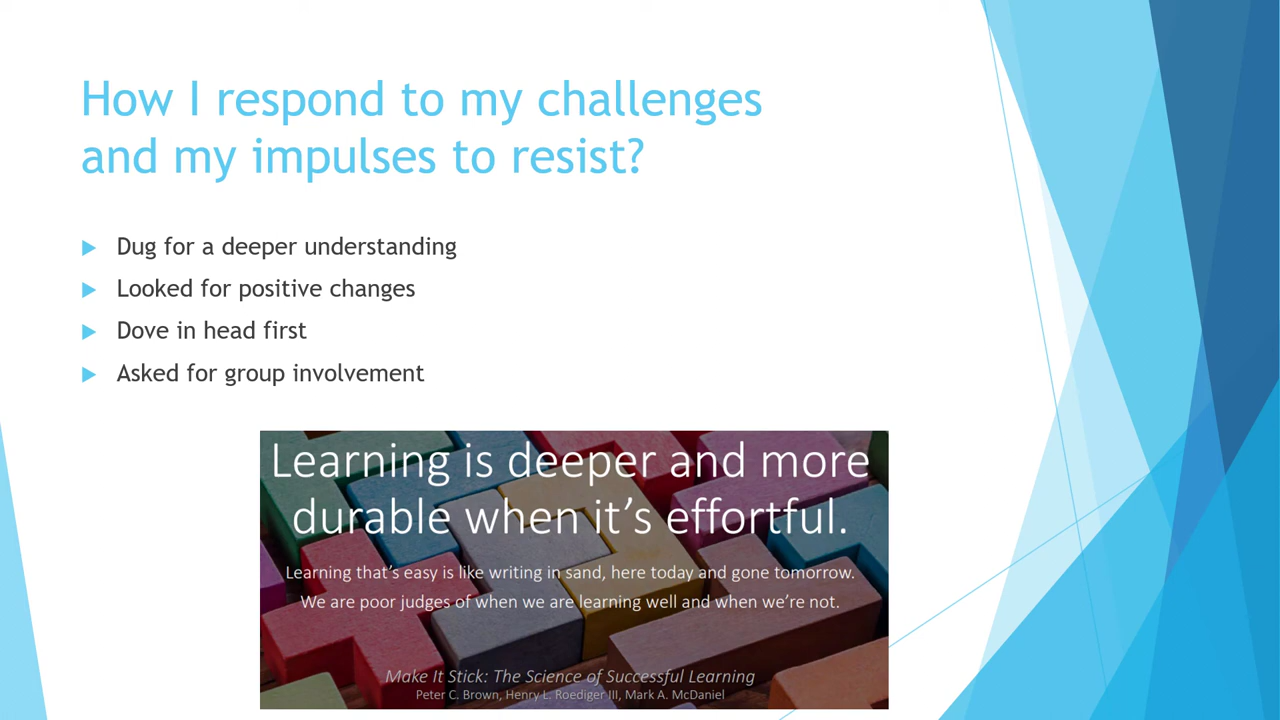 How I respond to my challenges
and my impulses to resist?
Dug for a deeper understanding
Looked for positive changes
Dove in head first
Asked for group involvement
Learning is deeper and more
durable when it's effortful.
Learning that's easy is like writing in sand, here today and gone tomorrow.
We are poor judges of when we are learning well and when we're not.
Make It Stick: The Science of Successful Learning
Peter C. Brown, Henry L. Roediger III, Mark A. McDaniel